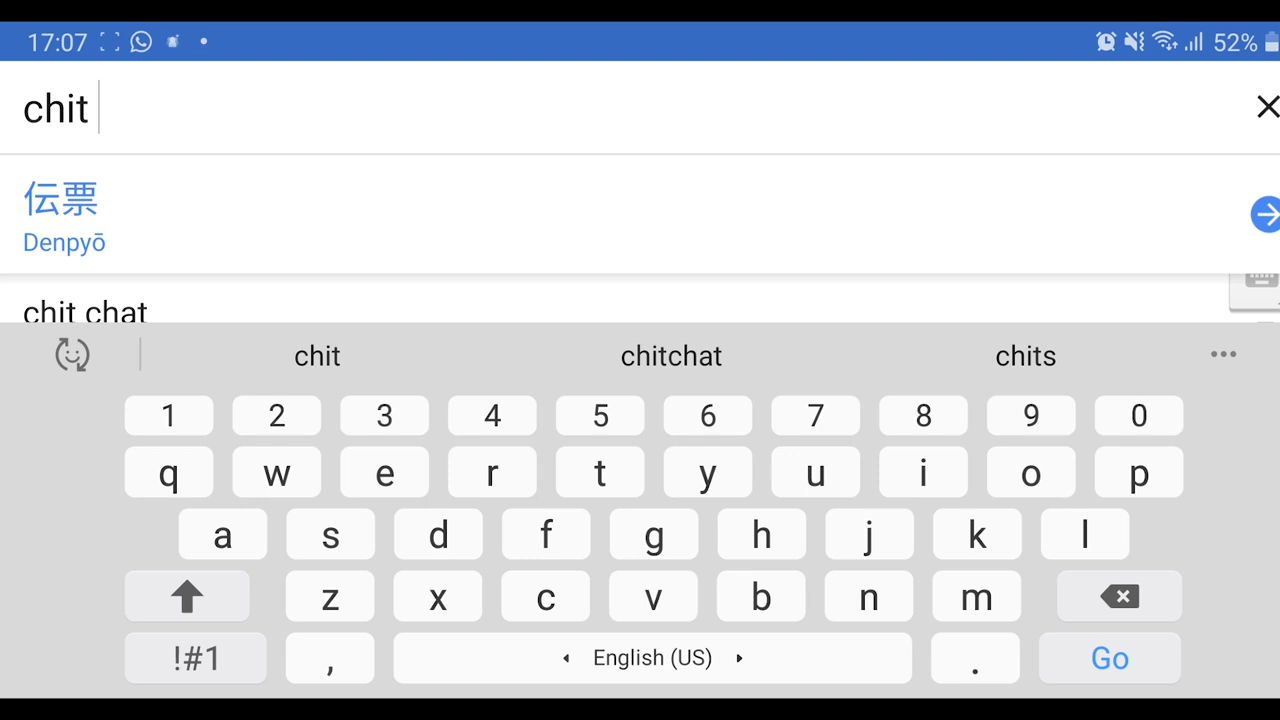 17:07 52%
chit
伝票
Denpyō
chit chat
chit chitchat chits
1 2 3 4 5 6 7 8 9 0
q w e r t y u i o p
a s d f g h j k l
z x c v b n m
!#1 , English (US) . Go